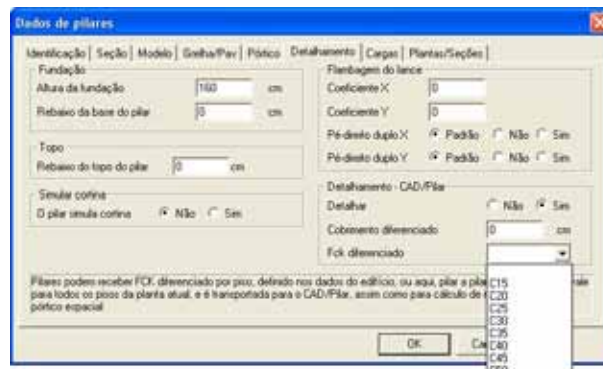 Dados de pilares
Identificação Seção Modelo Grelha/Pav Pórtico Detalhamento Cargas Plantas/Seções
Fundação
Altura da fundação 160 cm
Rebaixo da base do pilar 0 cm
Topo
Rebaixo do topo do pilar 0 cm
Simular cortina
O pilar simula cortina Não Sim
Flambagem do lance
Coeficiente X 0
Coeficiente Y 0
Pé-direito duplo X Padrão Não Sim
Pé-direito duplo Y Padrão Não Sim
Detalhamento - CAD/Pilar
Detalhar Não Sim
Cobrimento diferenciado 0 cm
Fck diferenciado
C15
C20
C25
C30
C35
C40
C45
C50
Pilares podem receber FCK diferenciado por piso, definido nos dados do edifício, ou aqui, pilar a pilar
para todos os pisos da planta atual, e é transportada para o CAD/Pilar, assim como para cálculo de
pórtico espacial
OK